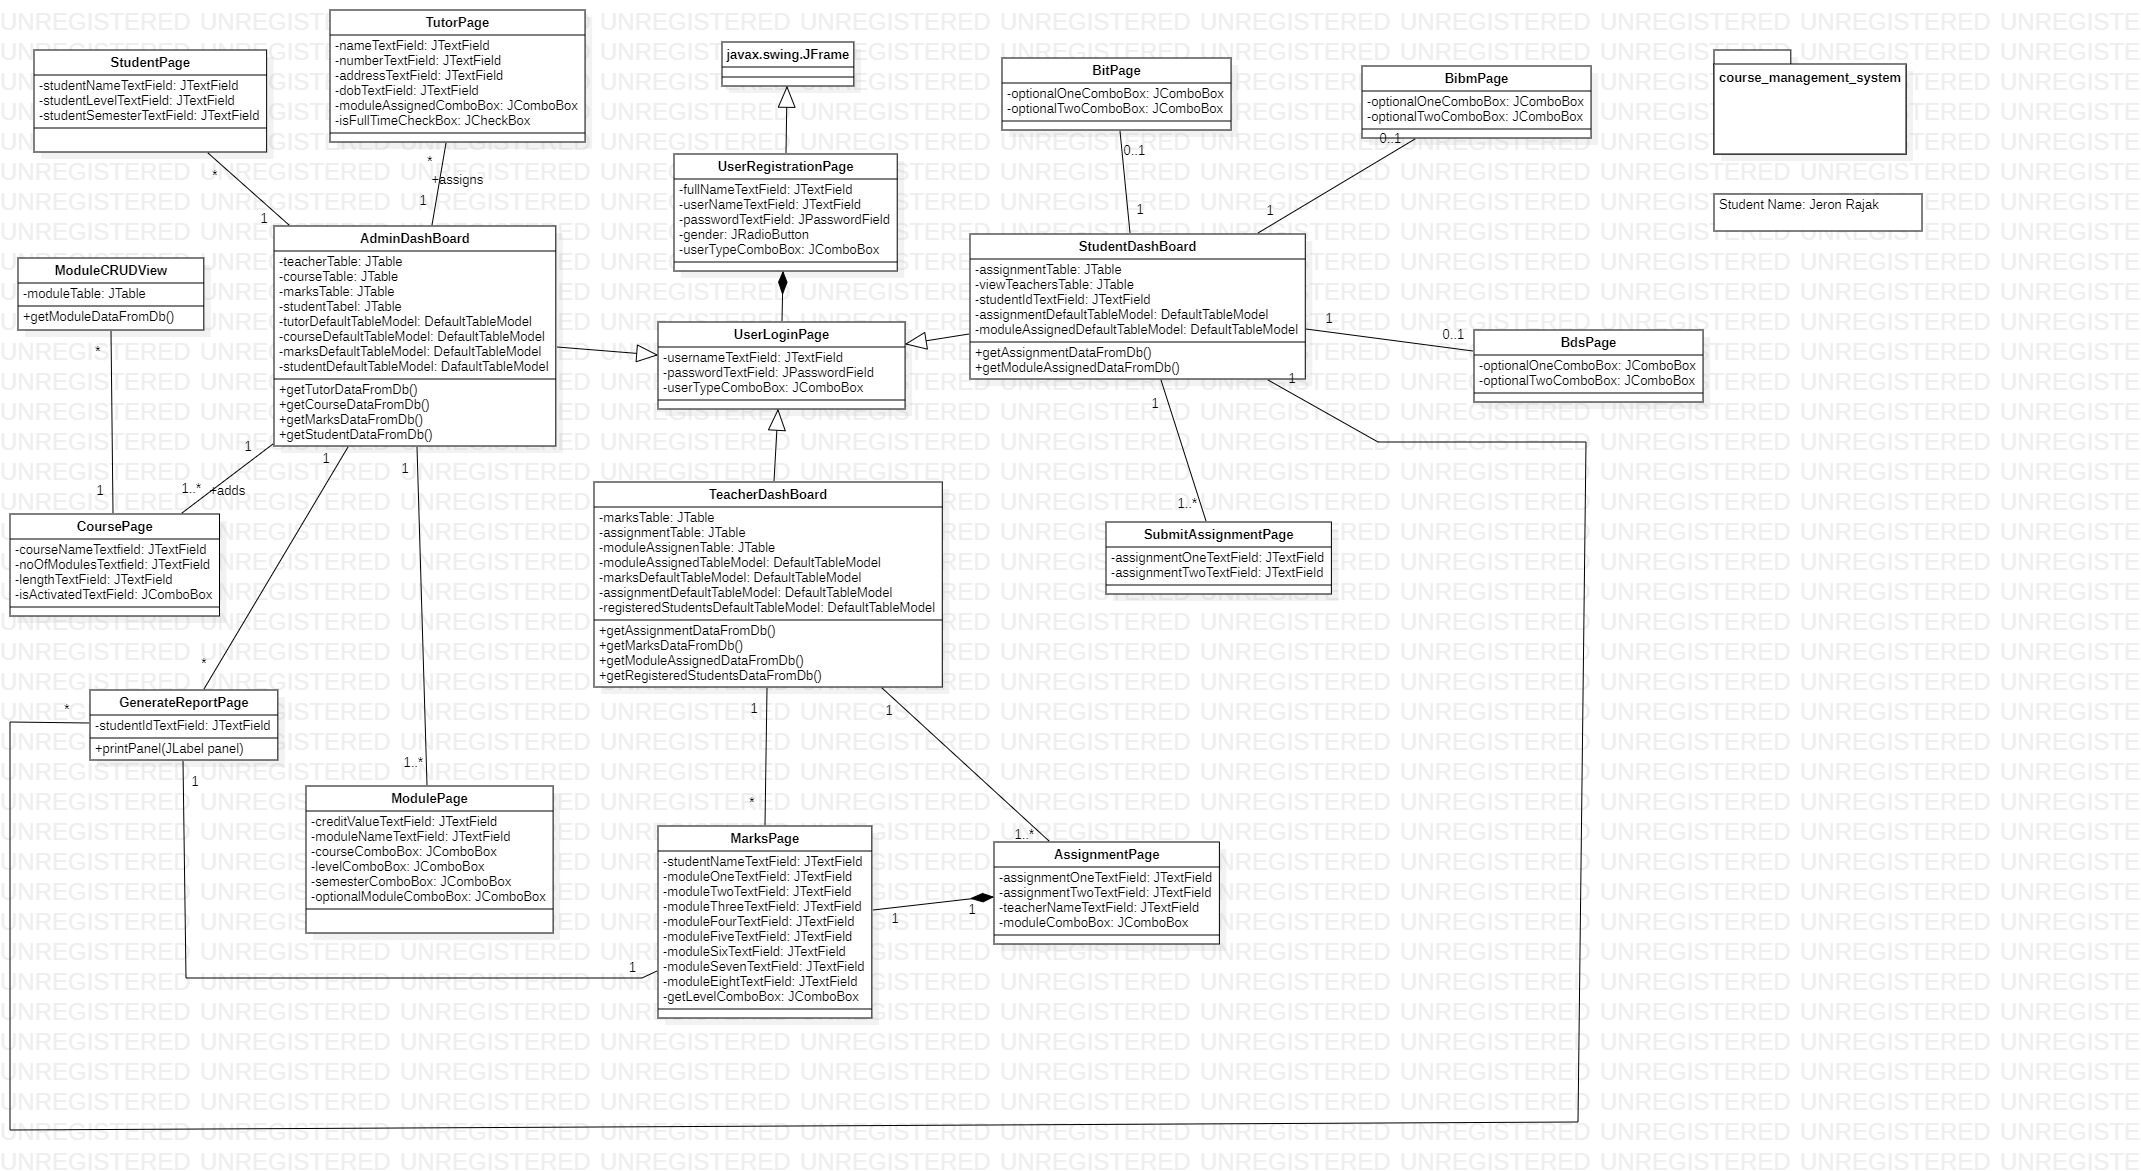 TutorPage
-nameTextField: JTextField
-numberTextField: JTextField
-addressTextField: JTextField
-dobTextField: JTextField
-moduleAssignedComboBox: JComboBox
-isFullTimeCheckBox: JCheckBox
StudentPage
-studentNameTextField: JTextField
-studentLevelTextField: JTextField
-studentSemesterTextField: JTextField
javax.swing.JFrame
BitPage
-optionalOneComboBox: JComboBox
-optionalTwoComboBox: JComboBox
BibmPage
-optionalOneComboBox: JComboBox
-optionalTwoComboBox: JComboBox
course_management_system
Student Name: Jeron Rajak
*
1
*
+assigns
1
0..1
1
0..1
1
UserRegistrationPage
-fullNameTextField: JTextField
-userNameTextField: JTextField
-passwordTextField: JPasswordField
-gender: JRadioButton
-userTypeComboBox: JComboBox
AdminDashBoard
-teacherTable: JTable
-courseTable: JTable
-marksTable: JTable
-studentTabel: JTable
-tutorDefaultTableModel: DefaultTableModel
-courseDefaultTableModel: DefaultTableModel
-marksDefaultTableModel: DefaultTableModel
-studentDefaultTableModel: DafaultTableModel
+getTutorDataFromDb()
+getCourseDataFromDb()
+getMarksDataFromDb()
+getStudentDataFromDb()
ModuleCRUDView
-moduleTable: JTable
+getModuleDataFromDb()
*
1
UserLoginPage
-usernameTextField: JTextField
-passwordTextField: JPasswordField
-userTypeComboBox: JComboBox
StudentDashBoard
-assignmentTable: JTable
-viewTeachersTable: JTable
-studentIdTextField: JTextField
-assignmentDefaultTableModel: DefaultTableModel
-moduleAssignedDefaultTableModel: DefaultTableModel
+getAssignmentDataFromDb()
+getModuleAssignedDataFromDb()
1
0..1
BdsPage
-optionalOneComboBox: JComboBox
-optionalTwoComboBox: JComboBox
1
1
1..*
1
1..*
+adds
1
*
1
1..*
CoursePage
-courseNameTextfield: JTextField
-noOfModulesTextfield: JTextField
-lengthTextField: JTextField
-isActivatedTextField: JComboBox
TeacherDashBoard
-marksTable: JTable
-assignmentTable: JTable
-moduleAssignenTable: JTable
-moduleAssignedTableModel: DefaultTableModel
-marksDefaultTableModel: DefaultTableModel
-assignmentDefaultTableModel: DefaultTableModel
-registeredStudentsDefaultTableModel: DefaultTableModel
+getAssignmentDataFromDb()
+getMarksDataFromDb()
+getModuleAssignedDataFromDb()
+getRegisteredStudentsDataFromDb()
SubmitAssignmentPage
-assignmentOneTextField: JTextField
-assignmentTwoTextField: JTextField
*
GenerateReportPage
-studentIdTextField: JTextField
+printPanel(JLabel panel)
1
1
1
*
1
1..*
ModulePage
-creditValueTextField: JTextField
-moduleNameTextField: JTextField
-courseComboBox: JComboBox
-levelComboBox: JComboBox
-semesterComboBox: JComboBox
-optionalModuleComboBox: JComboBox
MarksPage
-studentNameTextField: JTextField
-moduleOneTextField: JTextField
-moduleTwoTextField: JTextField
-moduleThreeTextField: JTextField
-moduleFourTextField: JTextField
-moduleFiveTextField: JTextField
-moduleSixTextField: JTextField
-moduleSevenTextField: JTextField
-moduleEightTextField: JTextField
-getLevelComboBox: JComboBox
1
1
AssignmentPage
-assignmentOneTextField: JTextField
-assignmentTwoTextField: JTextField
-teacherNameTextField: JTextField
-moduleComboBox: JComboBox
UNREGISTERED